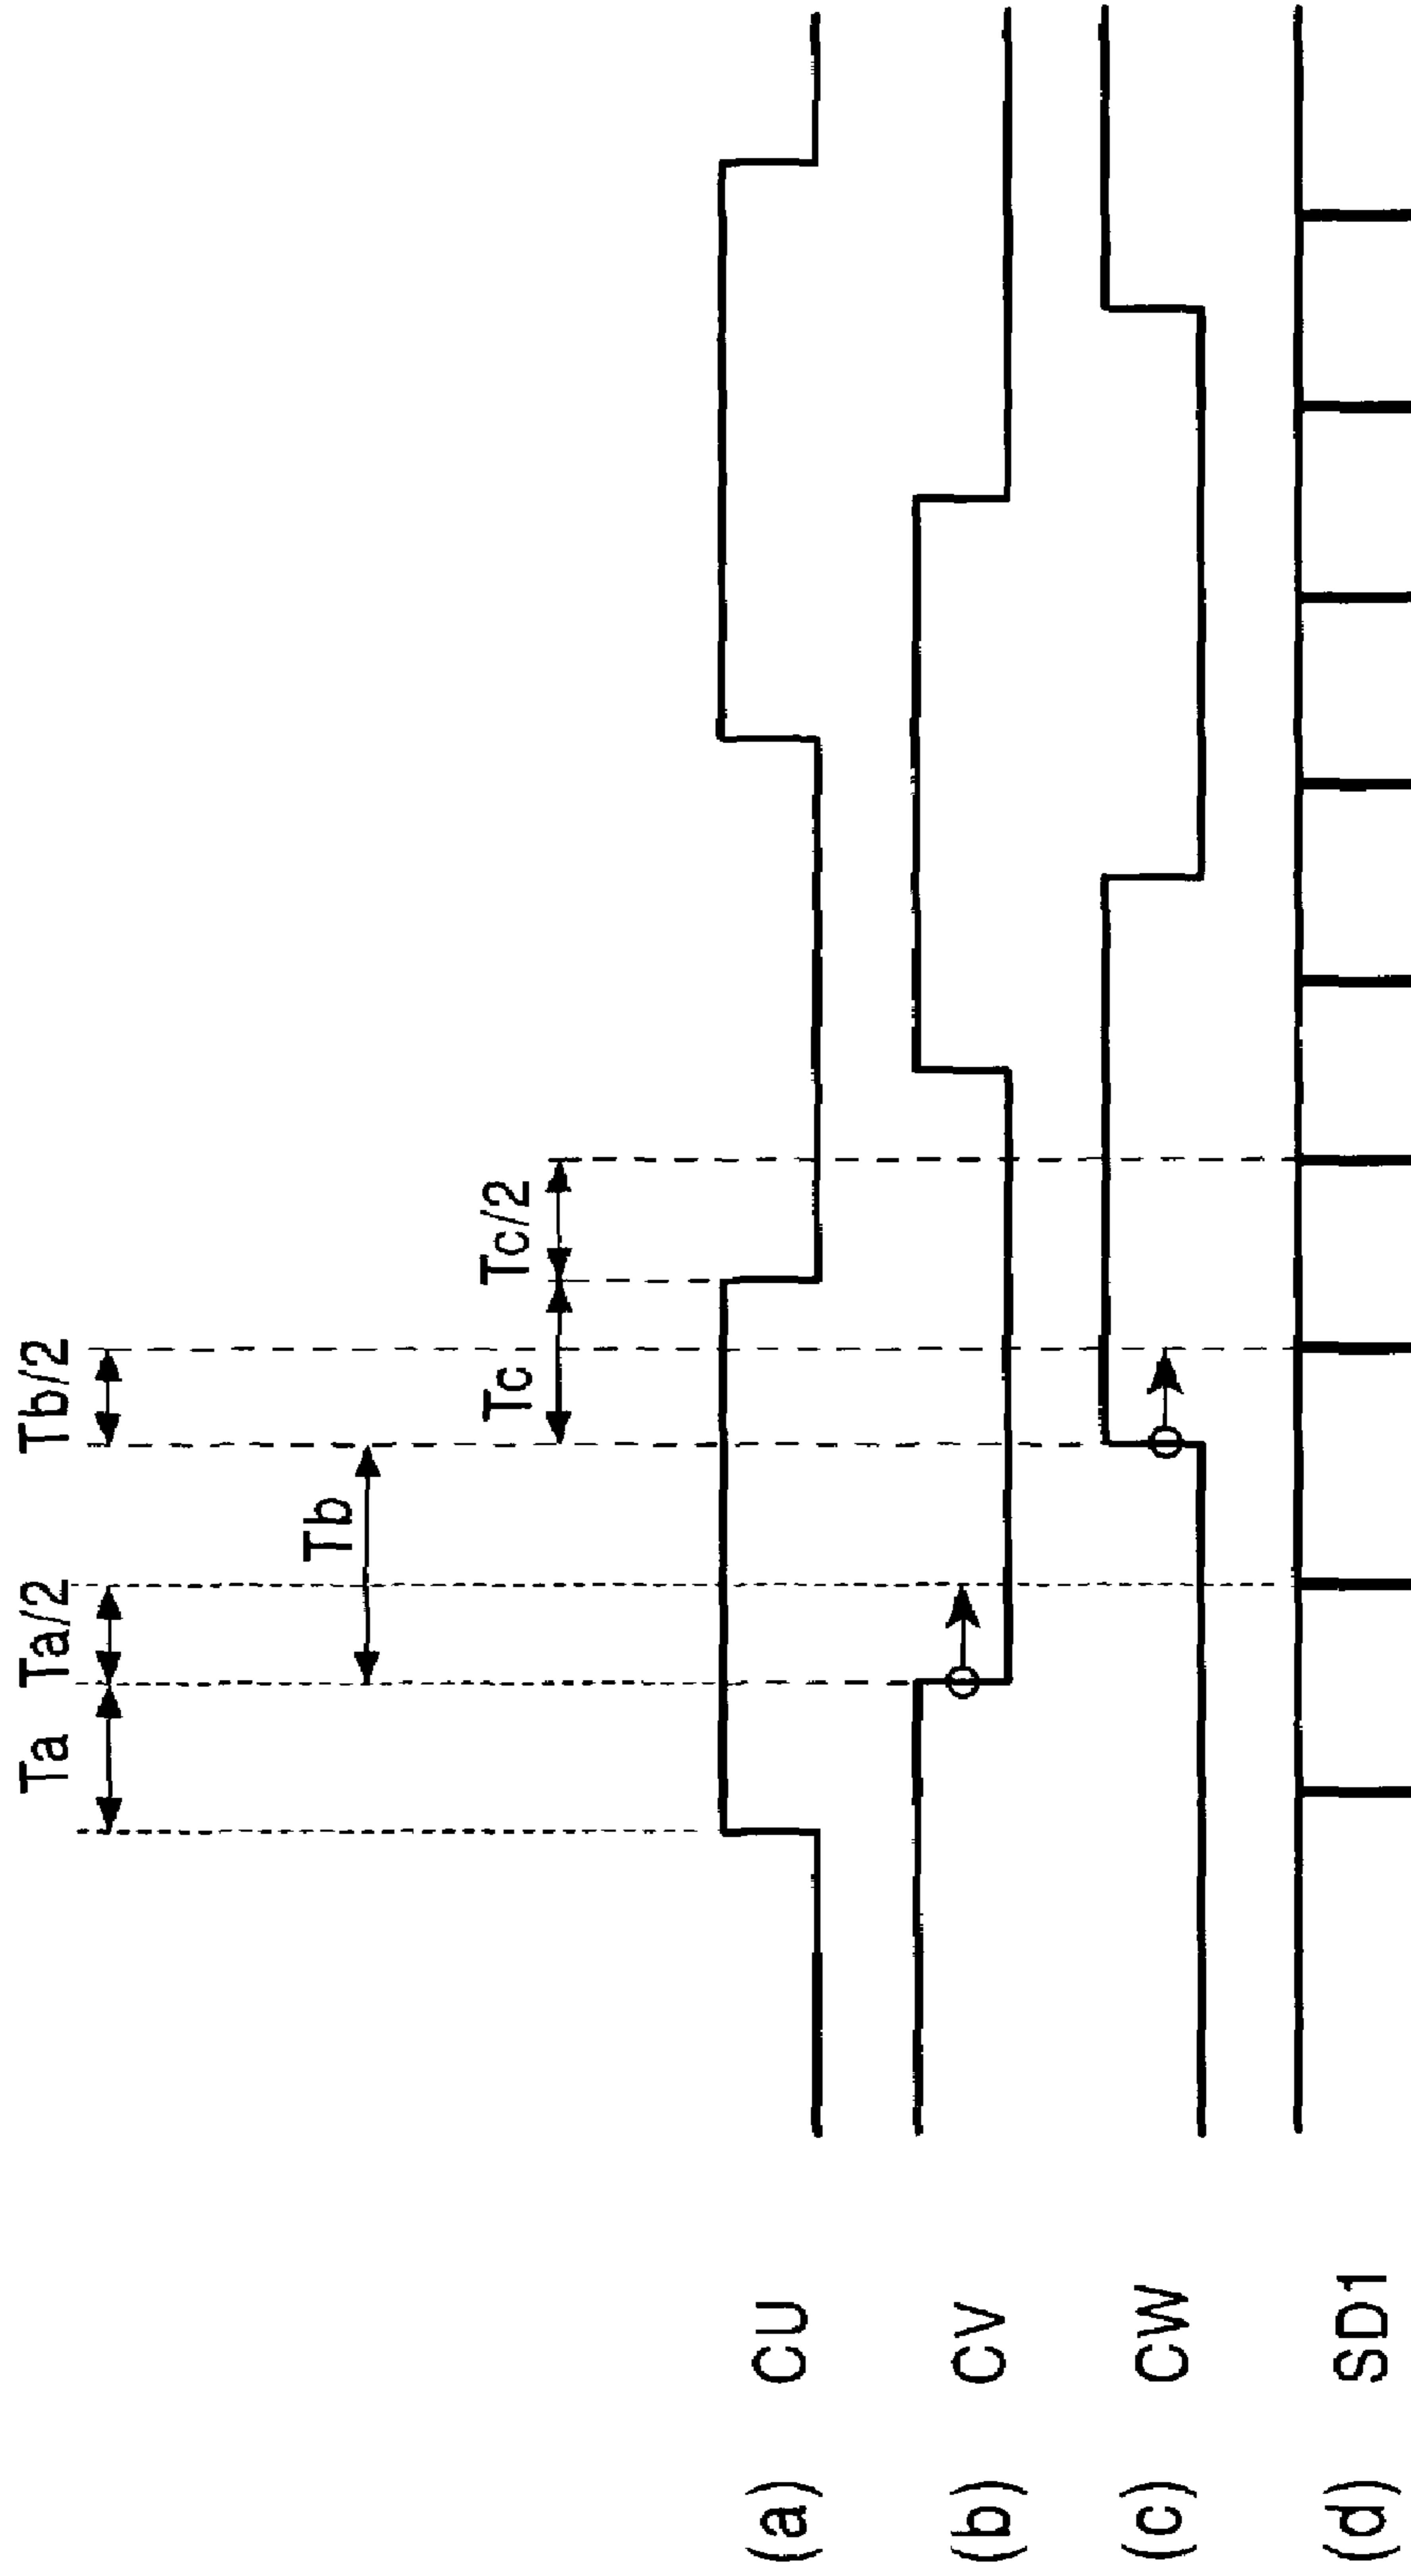 Ta Ta/2 Tb/2
Tb
Tc Tc/2
(a) CU
(b) CV
(c) CW
(d) SD1